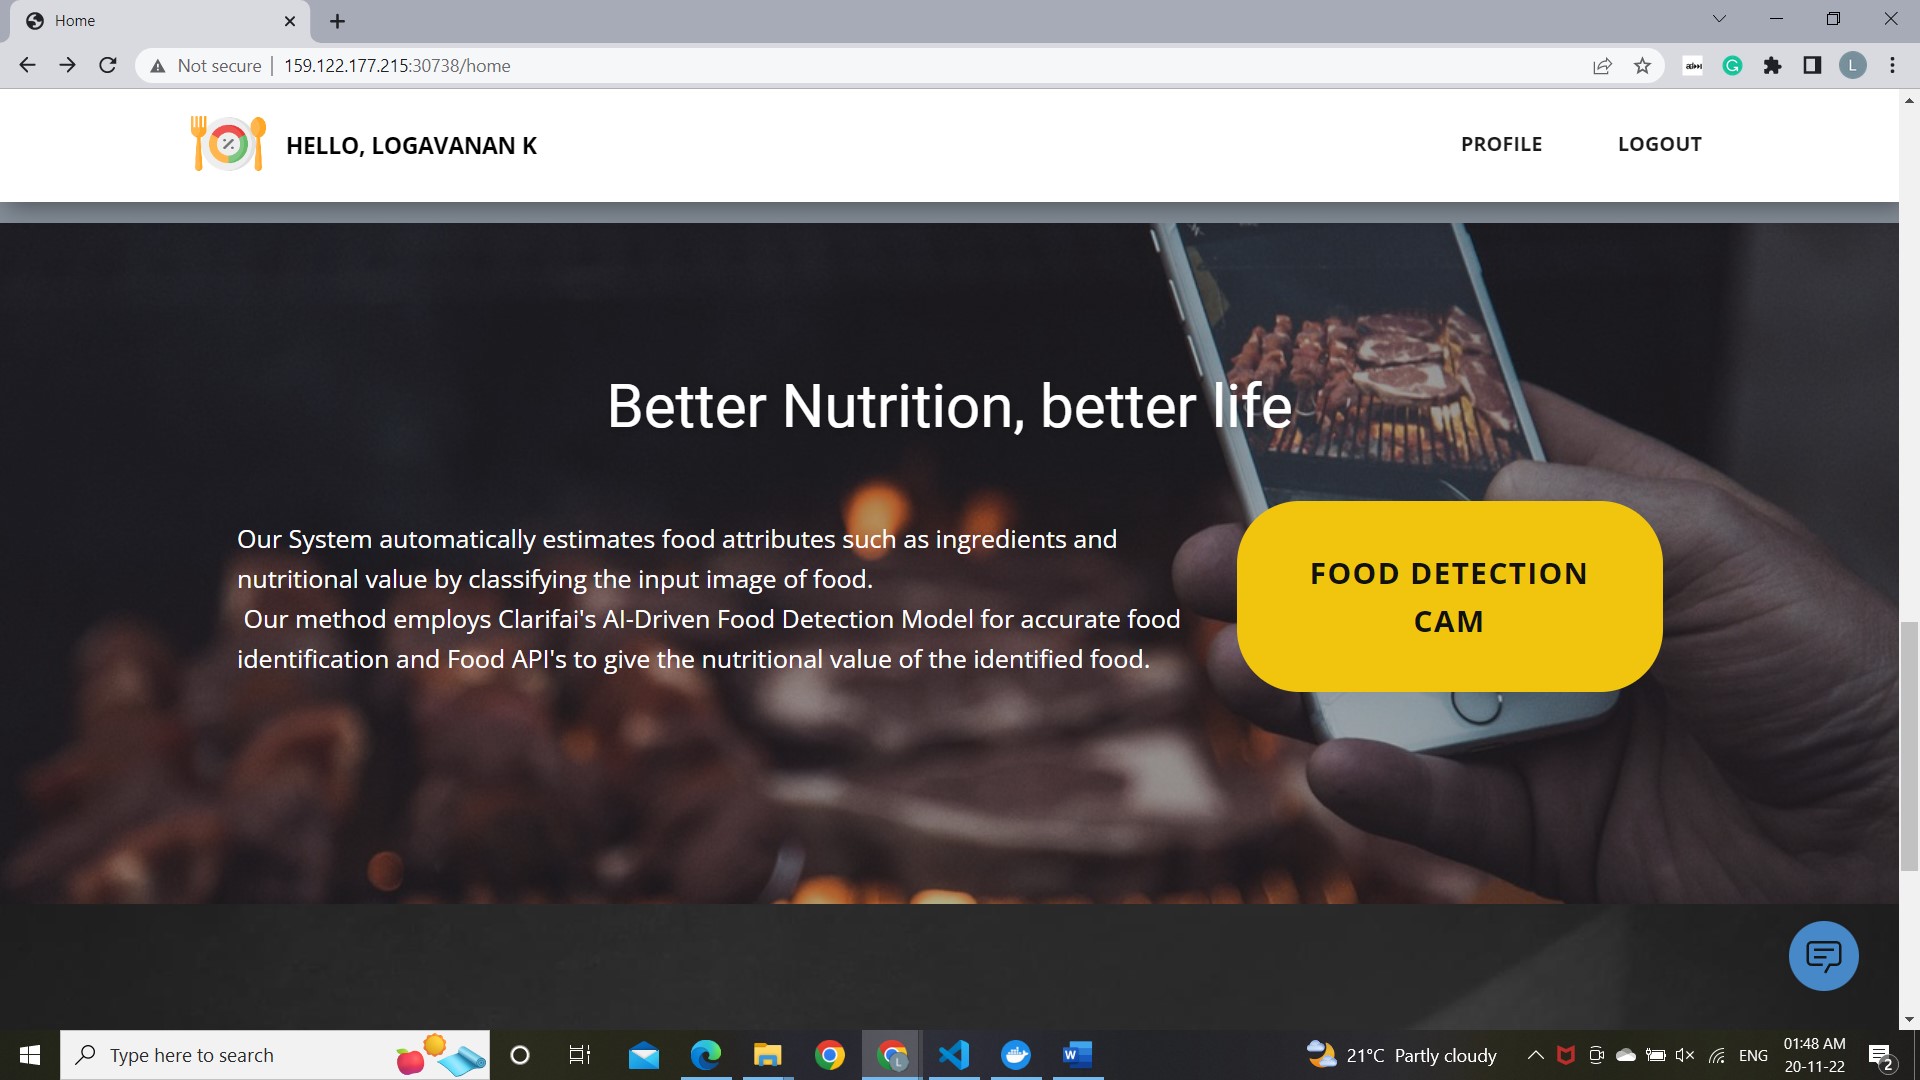 Home
Not secure
159.122.177.215:30738/home
L
HELLO, LOGAVANAN K
PROFILE
LOGOUT
Better Nutrition, better life
Our System automatically estimates food attributes such as ingredients and
nutritional value by classifying the input image of food.
Our method employs Clarifai's AI-Driven Food Detection Model for accurate food
identification and Food API's to give the nutritional value of the identified food.
FOOD DETECTION
CAM
Type here to search
21°C Partly cloudy
ENG
01:48 AM
20-11-22
2